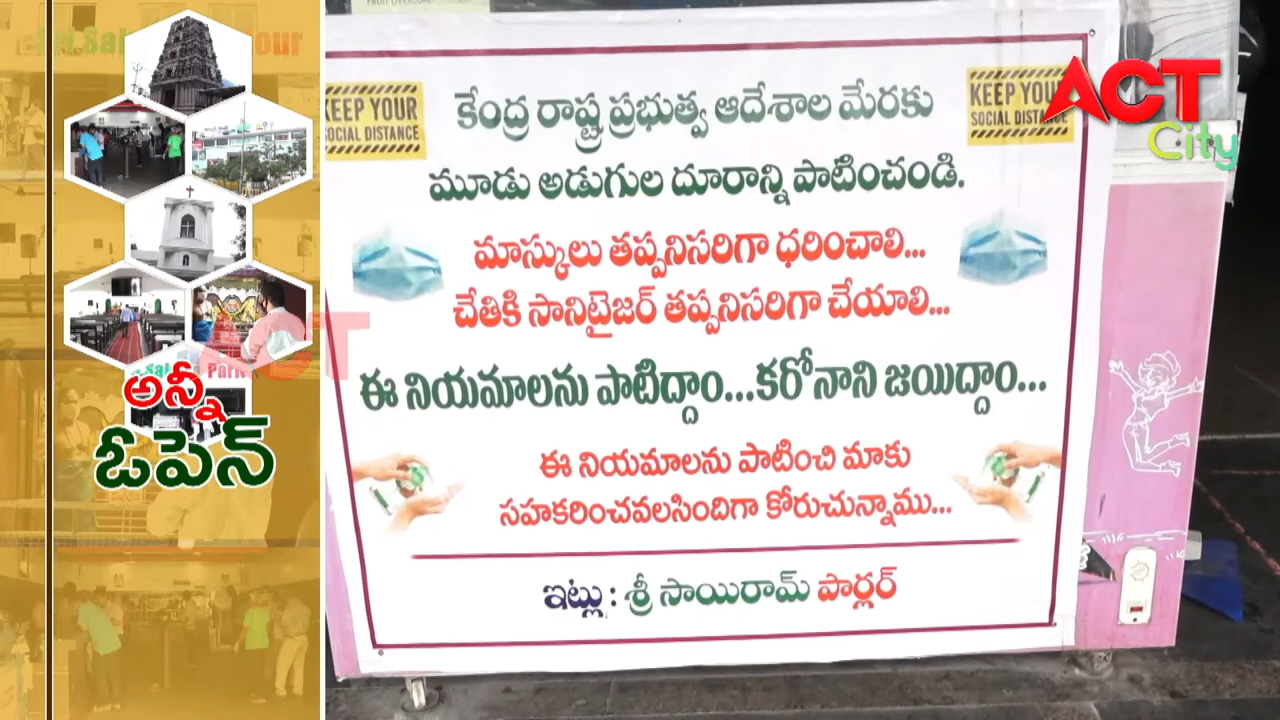 అన్నీ
ఓపెన్
ACT
City
KEEP YOUR
SOCIAL DISTANCE
KEEP YOUR
SOCIAL DISTANCE
కేంద్ర రాష్ట్ర ప్రభుత్వ ఆదేశాల మేరకు
మూడు అడుగుల దూరాన్ని పాటించండి.
మాస్కులు తప్పనిసరిగా ధరించాలి...
చేతికి సానిటైజర్ తప్పనిసరిగా చేయాలి...
ఈ నియమాలను పాటిద్దాం...కరోనాని జయిద్దాం...
ఈ నియమాలను పాటించి మాకు
సహకరించవలసిందిగా కోరుచున్నాము...
ఇట్లు : శ్రీ సాయిరామ్ పార్లర్